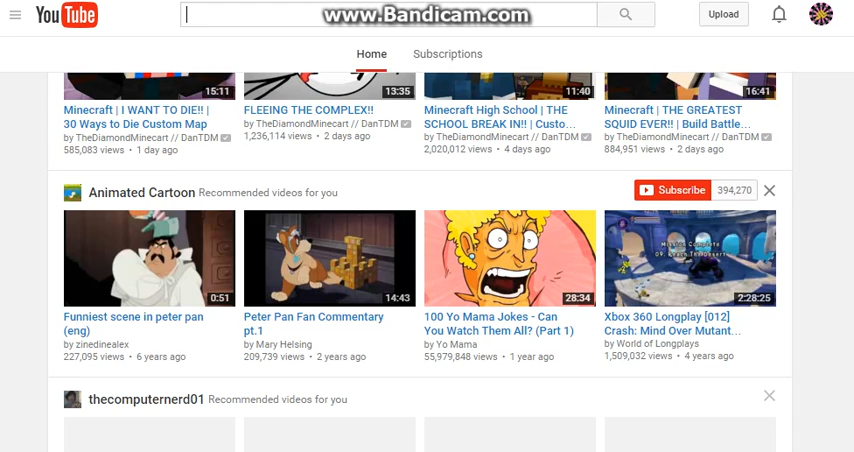 YouTube
www.Bandicam.com
Upload
Home Subscriptions
15:11 13:35 11:40 16:41
Minecraft | I WANT TO DIE!! |
30 Ways to Die Custom Map
by TheDiamondMinecart // DanTDM
585,083 views • 1 day ago
FLEEING THE COMPLEX!!
by TheDiamondMinecart // DanTDM
1,236,114 views • 2 days ago
Minecraft High School | THE
SCHOOL BREAK IN!! | Custo...
by TheDiamondMinecart // DanTDM
2,020,012 views • 4 days ago
Minecraft | THE GREATEST
SQUID EVER!! | Build Battle...
by TheDiamondMinecart // DanTDM
884,951 views • 2 days ago
Animated Cartoon Recommended videos for you
Subscribe 394,270
Mission Complete
09. Reach The Desert
0:51 14:43 28:34 2:28:25
Funniest scene in peter pan
(eng)
by zinedinealex
227,095 views • 6 years ago
Peter Pan Fan Commentary
pt.1
by Mary Helsing
209,739 views • 2 years ago
100 Yo Mama Jokes - Can
You Watch Them All? (Part 1)
by Yo Mama
55,979,848 views • 1 year ago
Xbox 360 Longplay [012]
Crash: Mind Over Mutant...
by World of Longplays
1,509,032 views • 4 years ago
thecomputernerd01 Recommended videos for you